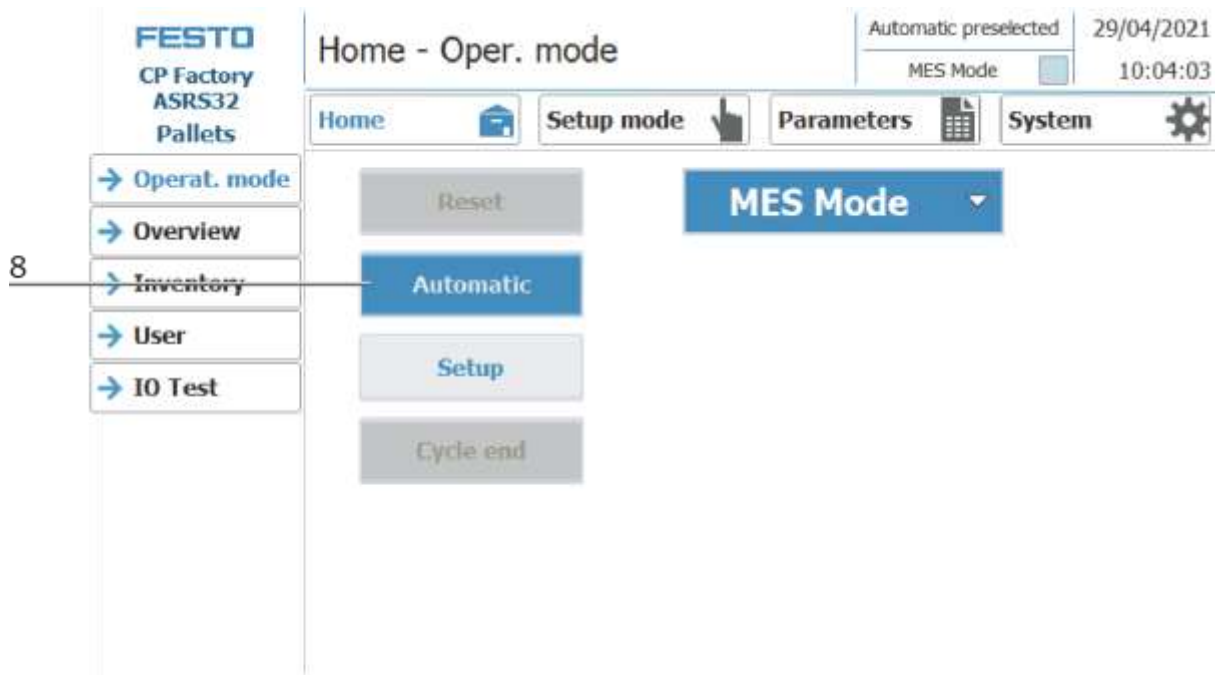 FESTO
CP Factory
ASRS32
Pallets
Home - Oper. mode
Automatic preselected
MES Mode
29/04/2021
10:04:03
Home
Setup mode
Parameters
System
Operat. mode
Overview
Inventory
User
IO Test
8
Reset
Automatic
Setup
Cycle end
MES Mode